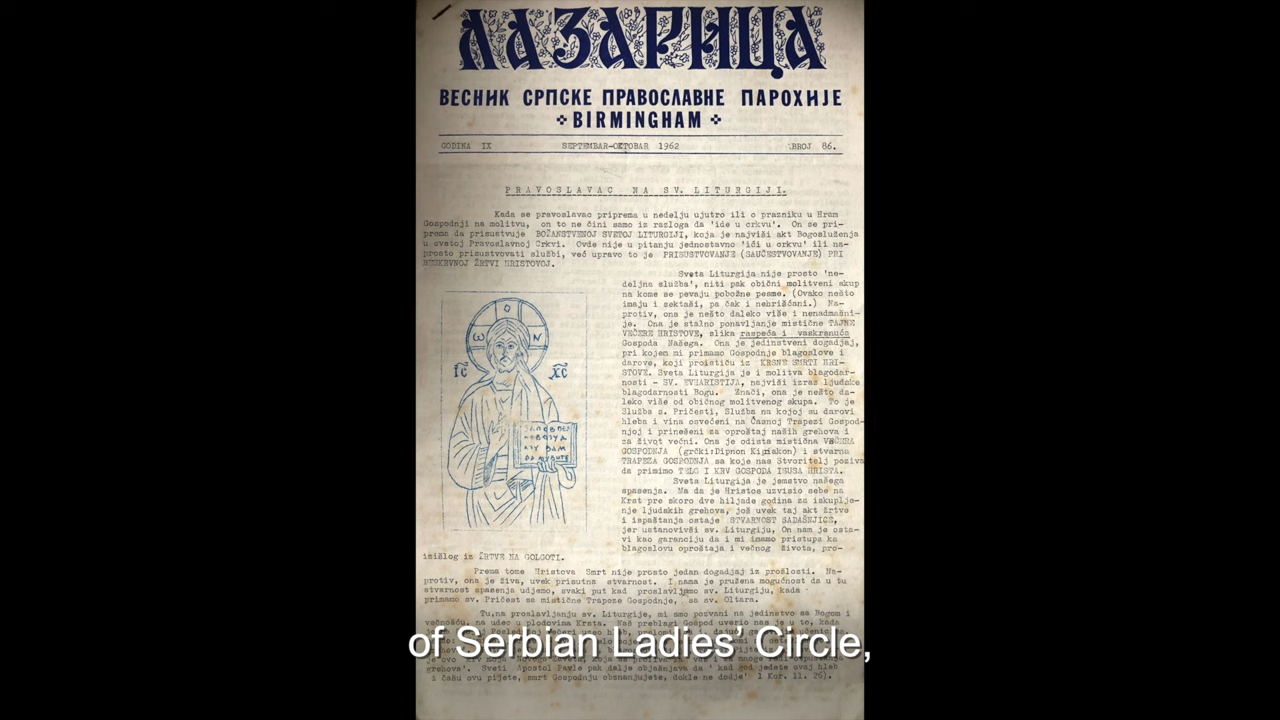 ЛАЗАРИЦА
ВЕСНИК СРПСКЕ ПРАВОСЛАВНЕ ПАРОХИЈЕ
BIRMINGHAM
GODINA IX SEPTEMBAR-OKTOBAR 1962 BROJ 86.
PRAVOSLAVAC NA SV. LITURGIJI.
Kada se pravoslavac priprema u nedelju ujutro ili o prazniku u Hram
Gospodnji na molitvu, on to ne čini samo iz razloga da 'ide u crkvu'. On se pri-
prema da prisustvuje BOŽANSTVENOJ SVETOJ LITURGIJI, koja je najviši akt Bogosluženja
u svetoj Pravoslavnoj Crkvi. Ovde nije u pitanju jednostavno 'ići u crkvu' ili na-
prosto prisustvovati službi, već upravo to je PRISUSTVOVANJE (SAUČESTVOVANJE) PRI
BESKRVNOJ ŽRTVI HRISTOVOJ.
Sveta Liturgija nije prosto 'ne-
deljna služba', niti pak obični molitveni skup
na kome se pevaju pobožne pesme. (Ovako nešto
imaju i sektaši, pa čak i nehrišćani.) Na-
protiv, ona je nešto daleko više i nenadmašni-
je. Ona je stalno ponavljanje mistične TAJNE
VEČERE HRISTOVE, slika raspeća i vaskrsnuća
Gospoda Našega. Ona je jedinstveni dogadjaj,
pri kojem mi primamo Gospodnje blagoslove i
darove, koji proističu iz KRSNE SMRTI HRI-
STOVE. Sveta Liturgija je i molitva blagodar-
nosti - SV. EVHARISTIJA, najviši izraz ljudske
blagodarnosti Bogu. Znači, ona je nešto da-
leko više od običnog molitvenog skupa. To je
Služba s. Pričesti, Služba na kojoj su darovi
hleba i vina osvećeni na Časnoj Trapezi Gospod-
njoj i prinešeni za oproštaj naših grehova i
za život večni. Ona je odista mistična VEČERA
GOSPODNJA (grčki:Dipnon Kiriakon) i stvarna
TRAPEZA GOSPODNJA sa koje nas Stvoritelj poziva
da primimo TELO I KRV GOSPODA ISUSA HRISTA.
Sveta Liturgija je jemstvo našega
spasenja. Ma da je Hristos uzvisio sebe na
Krst pre skoro dve hiljade godina za iskuplje-
nje ljudskih grehova, još uvek taj akt žrtve
i ispaštanja ostaje STVARNOST SADAŠNJICE,
jer ustanovivši sv. Liturgiju, On nam je osta-
vi kao garanciju da i mi imamo pristupa ka
blagoslovu oproštaja i večnog života, pro-
izišlog iz ŽRTVE NA GOLGOTI.
Prema tome Hristova Smrt nije prosto jedan dogadjaj iz prošlosti. Na-
protiv, ona je živa, uvek prisutna stvarnost. I nama je pružena mogućnost da u tu
stvarnost spasenja udjemo, svaki put kad proslavljamo sv. Liturgiju, kada
primamo sv. Pričest sa mistične Trapeze Gospodnje, sa sv. Oltara.
Tu,na proslavljanju sv. Liturgije, mi smo pozvani na jedinstvo sa Bogom i
večnošću, na udeo u plodovima Krsta. Naš preblagi Gospod uverio nas je u to, kada
of Serbian Ladies' Circle,
grehova'. Sveti Apostol Pavle pak dalje objašnjava da ' kad god jedete ovaj hleb
i čašu ovu pijete, smrt Gospodnju obznanjujete, dokle ne dodje' 1 Kor. 11. 26).